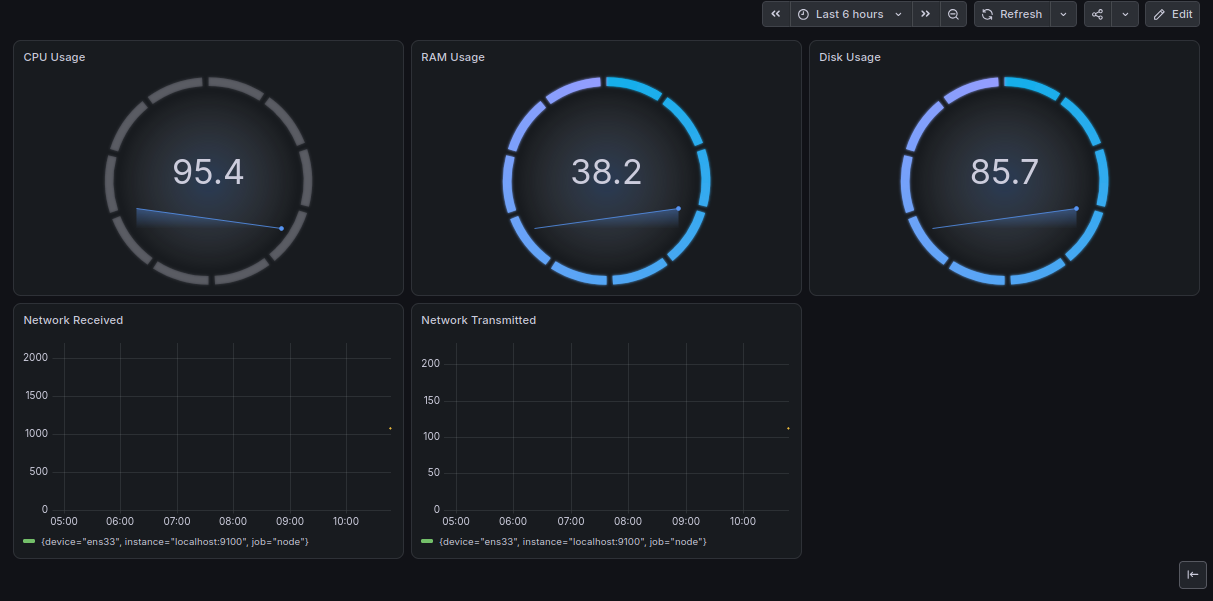 Last 6 hours
Refresh
Edit
CPU Usage
RAM Usage
Disk Usage
95.4
38.2
85.7
Network Received
2000
1500
1000
500
0
05:00 06:00 07:00 08:00 09:00 10:00
{device="ens33", instance="localhost:9100", job="node"}
Network Transmitted
200
150
100
50
0
05:00 06:00 07:00 08:00 09:00 10:00
{device="ens33", instance="localhost:9100", job="node"}